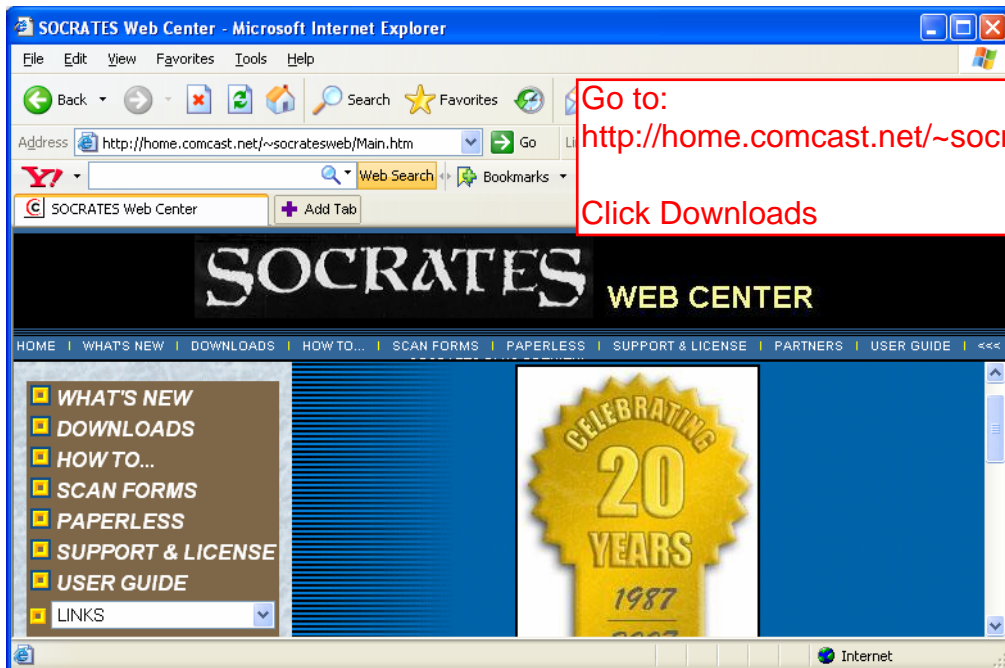 SOCRATES Web Center - Microsoft Internet Explorer
File Edit View Favorites Tools Help
Back Search Favorites
Go to:
http://home.comcast.net/~socr
Click Downloads
Address http://home.comcast.net/~socratesweb/Main.htm Go Li
Y! Web Search Bookmarks
SOCRATES Web Center Add Tab
SOCRATES WEB CENTER
HOME | WHAT'S NEW | DOWNLOADS | HOW TO... | SCAN FORMS | PAPERLESS | SUPPORT & LICENSE | PARTNERS | USER GUIDE | <<<
WHAT'S NEW
DOWNLOADS
HOW TO...
SCAN FORMS
PAPERLESS
SUPPORT & LICENSE
USER GUIDE
LINKS
CELEBRATING
20
YEARS
1987
2007
Internet